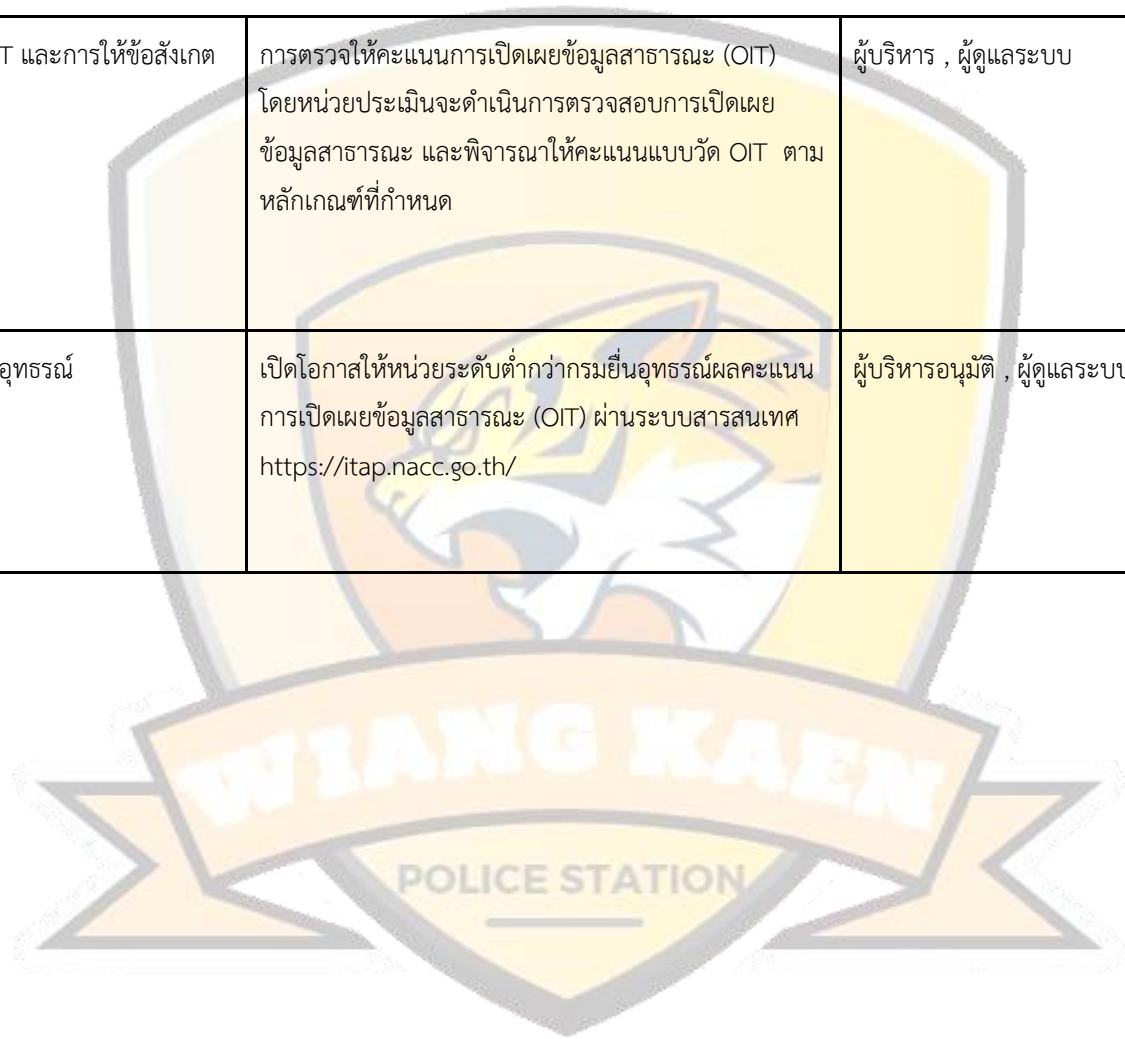 T และการให้ข้อสังเกต
การตรวจให้คะแนนการเปิดเผยข้อมูลสาธารณะ (OIT)
โดยหน่วยประเมินจะดำเนินการตรวจสอบการเปิดเผย
ข้อมูลสาธารณะ และพิจารณาให้คะแนนแบบวัด OIT ตาม
หลักเกณฑ์ที่กำหนด
ผู้บริหาร , ผู้ดูแลระบบ
อุทธรณ์
เปิดโอกาสให้หน่วยระดับต่ำกว่ากรมยื่นอุทธรณ์ผลคะแนน
การเปิดเผยข้อมูลสาธารณะ (OIT) ผ่านระบบสารสนเทศ
https://itap.nacc.go.th/
ผู้บริหารอนุมัติ , ผู้ดูแลระบบ
WIANG KAEN
POLICE STATION